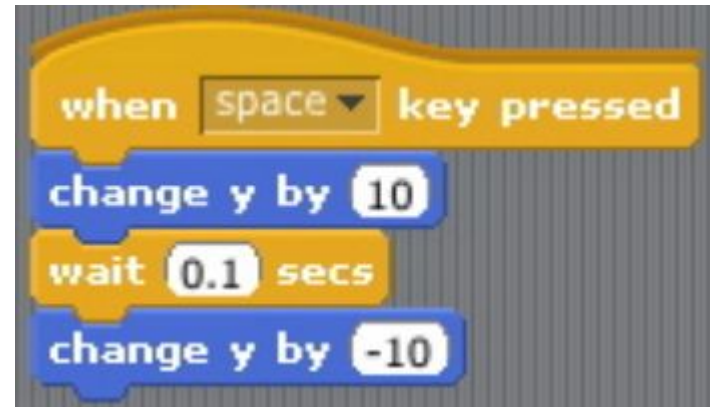 when space key pressed
change y by 10
wait 0.1 secs
change y by -10